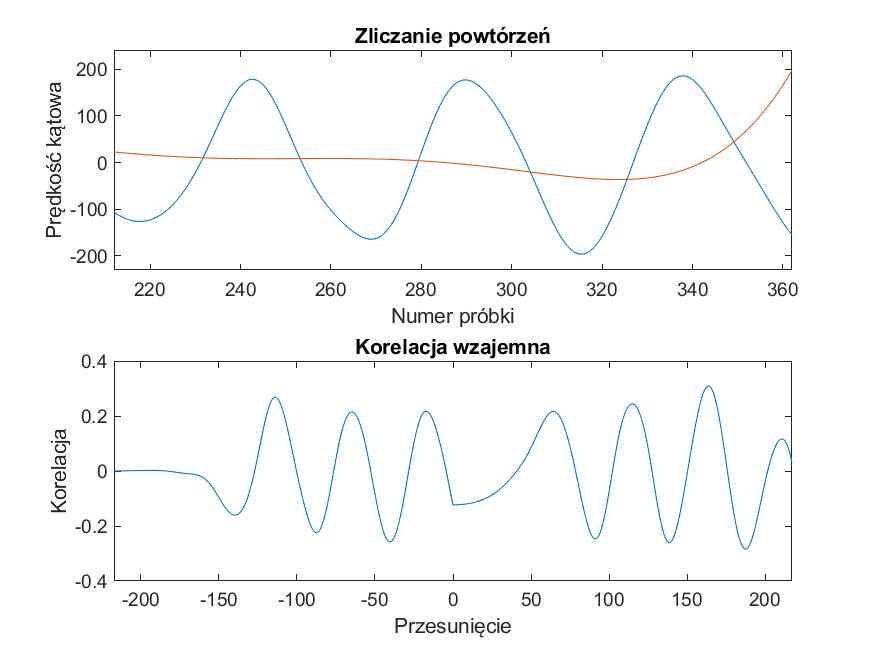 Zliczanie powtórzeń
200
100
0
-100
-200
Prędkość kątowa
220 240 260 280 300 320 340 360
Numer próbki
Korelacja wzajemna
0.4
0.2
0
-0.2
-0.4
Korelacja
-200 -150 -100 -50 0 50 100 150 200
Przesunięcie